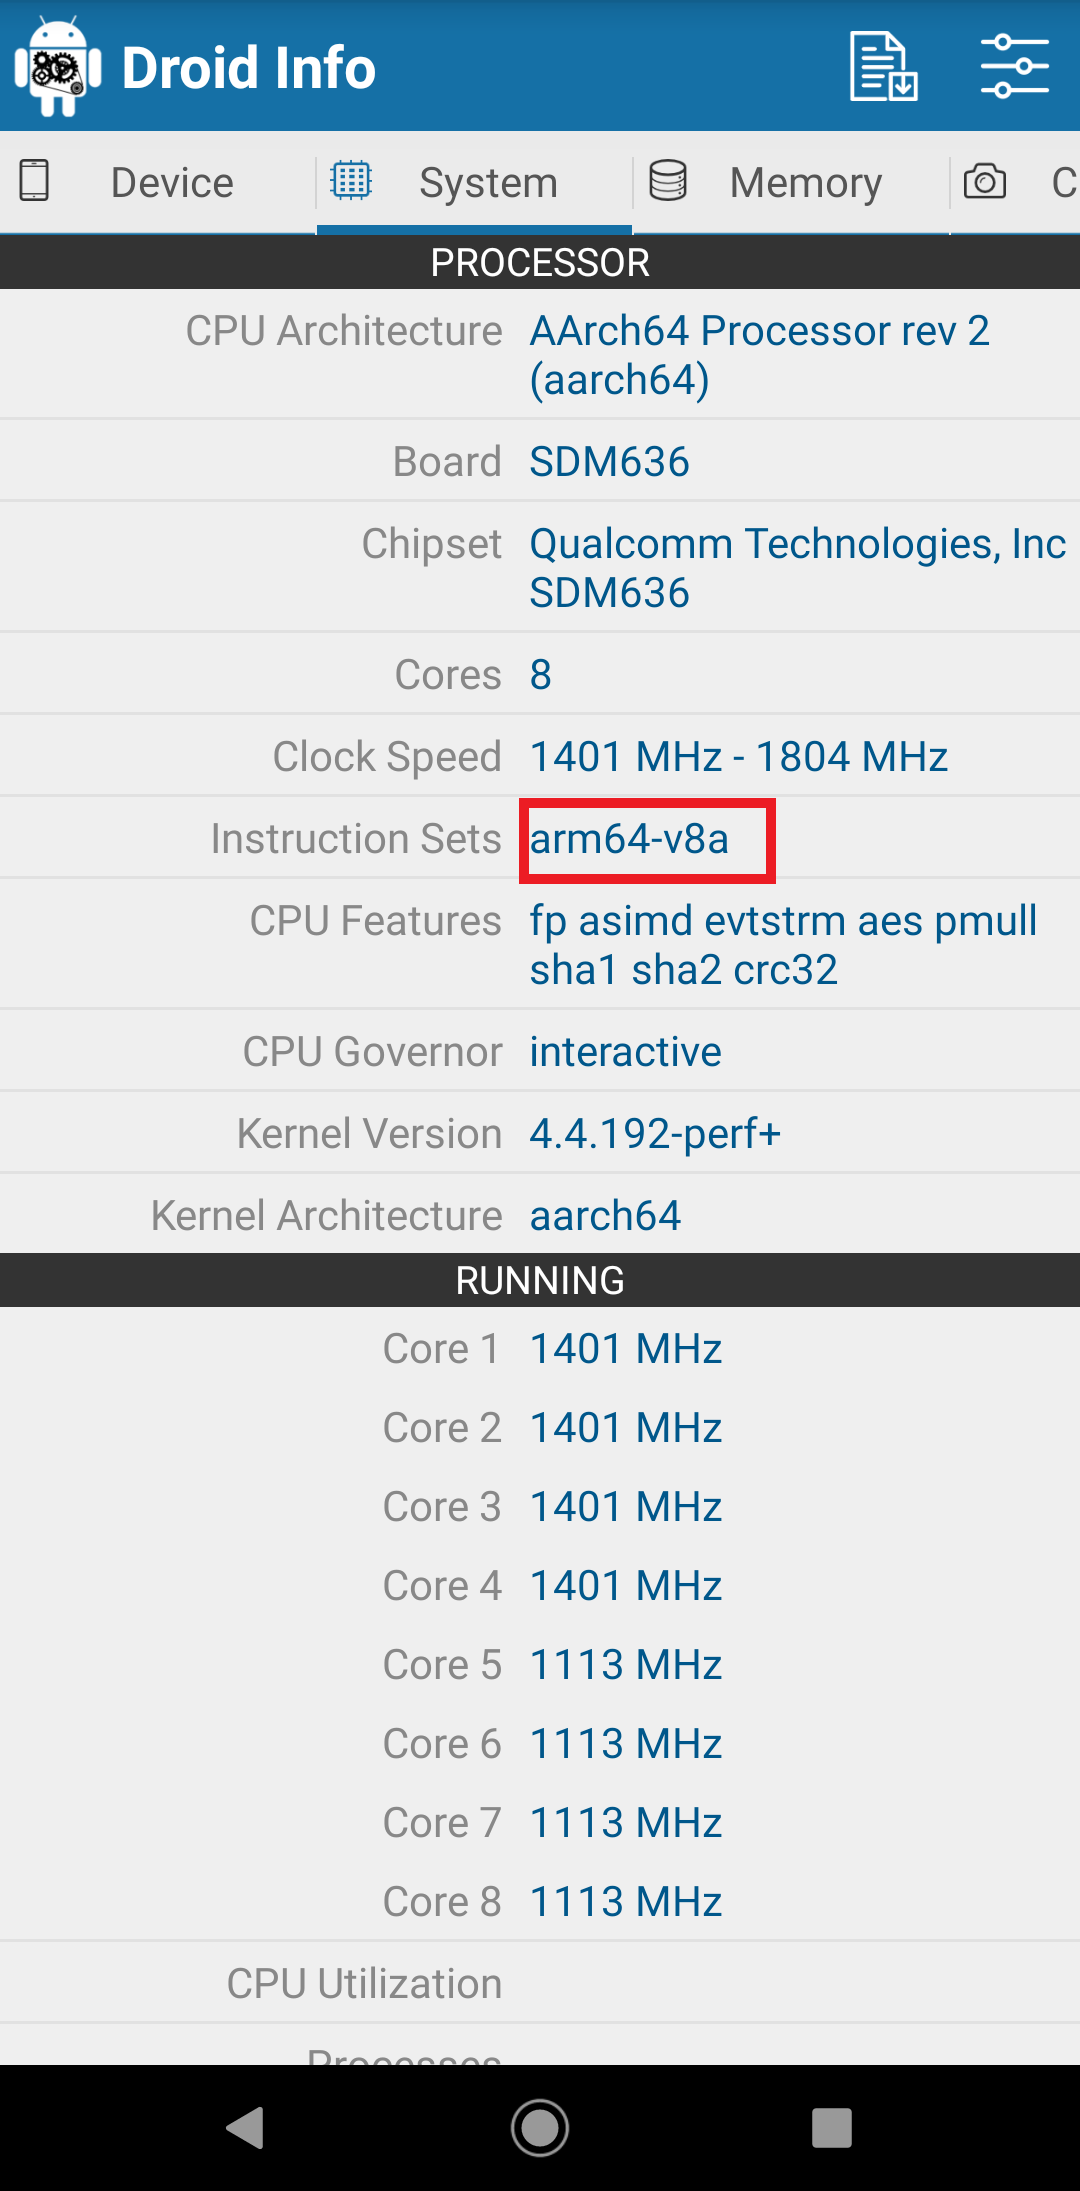 Droid Info
Device System Memory C
PROCESSOR
CPU Architecture AArch64 Processor rev 2
(aarch64)
Board SDM636
Chipset Qualcomm Technologies, Inc
SDM636
Cores 8
Clock Speed 1401 MHz - 1804 MHz
Instruction Sets arm64-v8a
CPU Features fp asimd evtstrm aes pmull
sha1 sha2 crc32
CPU Governor interactive
Kernel Version 4.4.192-perf+
Kernel Architecture aarch64
RUNNING
Core 1 1401 MHz
Core 2 1401 MHz
Core 3 1401 MHz
Core 4 1401 MHz
Core 5 1113 MHz
Core 6 1113 MHz
Core 7 1113 MHz
Core 8 1113 MHz
CPU Utilization
Processes